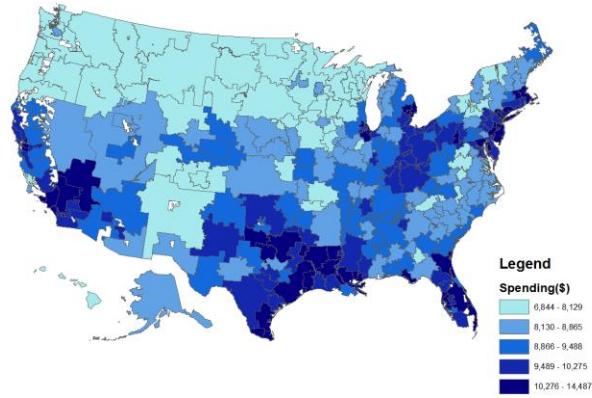 Legend
Spending($)
6,844 - 8,129
8,130 - 8,865
8,866 - 9,488
9,489 - 10,275
10,276 - 14,487